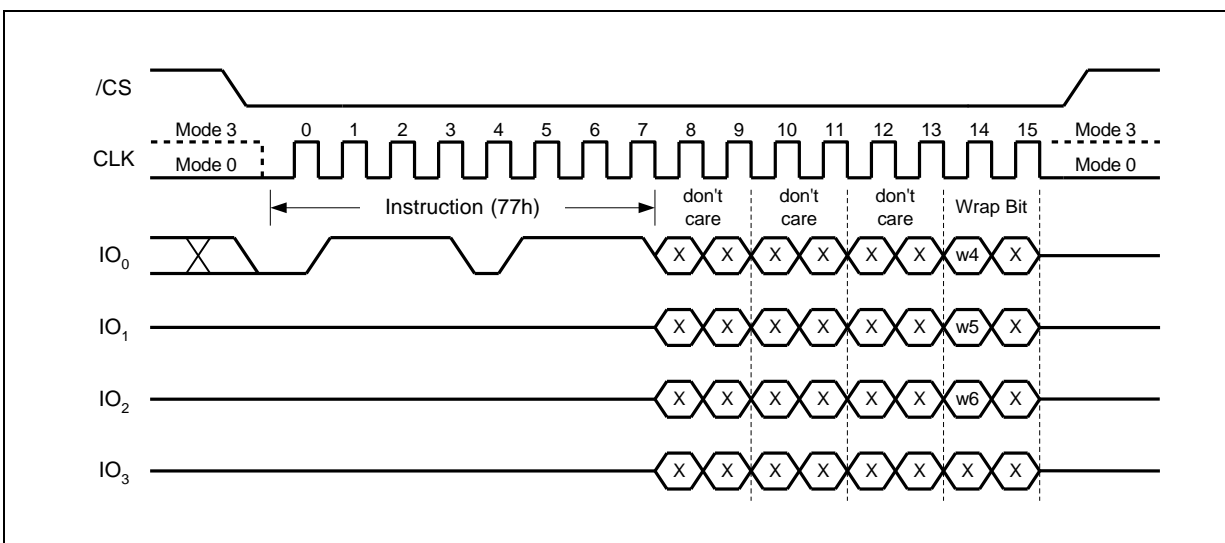 /CS
Mode 3 0 1 2 3 4 5 6 7 8 9 10 11 12 13 14 15 Mode 3
CLK
Mode 0 Mode 0
Instruction (77h) don't care don't care don't care Wrap Bit
IO0 X X X X X X w4 X
IO1 X X X X X X w5 X
IO2 X X X X X X w6 X
IO3 X X X X X X X X